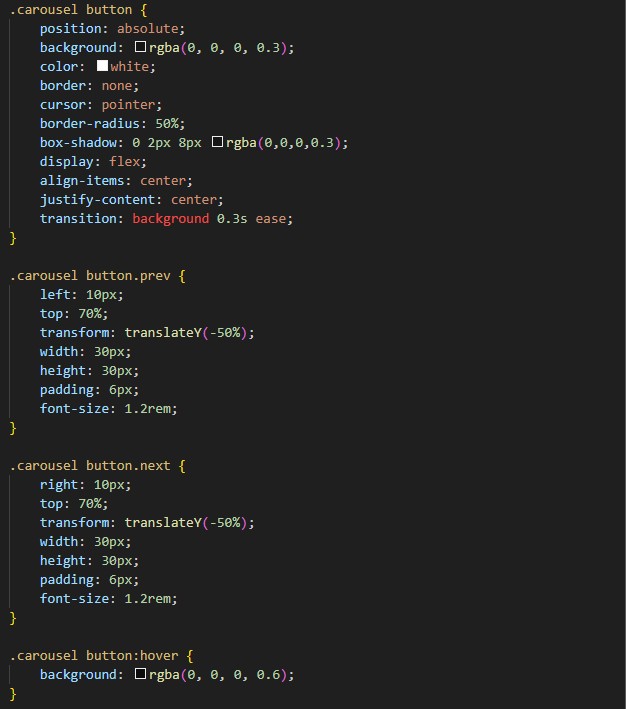 .carousel button {
    position: absolute;
    background: rgba(0, 0, 0, 0.3);
    color: white;
    border: none;
    cursor: pointer;
    border-radius: 50%;
    box-shadow: 0 2px 8px rgba(0,0,0,0.3);
    display: flex;
    align-items: center;
    justify-content: center;
    transition: background 0.3s ease;
}

.carousel button.prev {
    left: 10px;
    top: 70%;
    transform: translateY(-50%);
    width: 30px;
    height: 30px;
    padding: 6px;
    font-size: 1.2rem;
}

.carousel button.next {
    right: 10px;
    top: 70%;
    transform: translateY(-50%);
    width: 30px;
    height: 30px;
    padding: 6px;
    font-size: 1.2rem;
}

.carousel button:hover {
    background: rgba(0, 0, 0, 0.6);
}